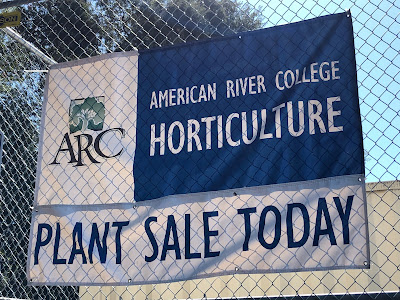 ARC
AMERICAN RIVER COLLEGE
HORTICULTURE
PLANT SALE TODAY